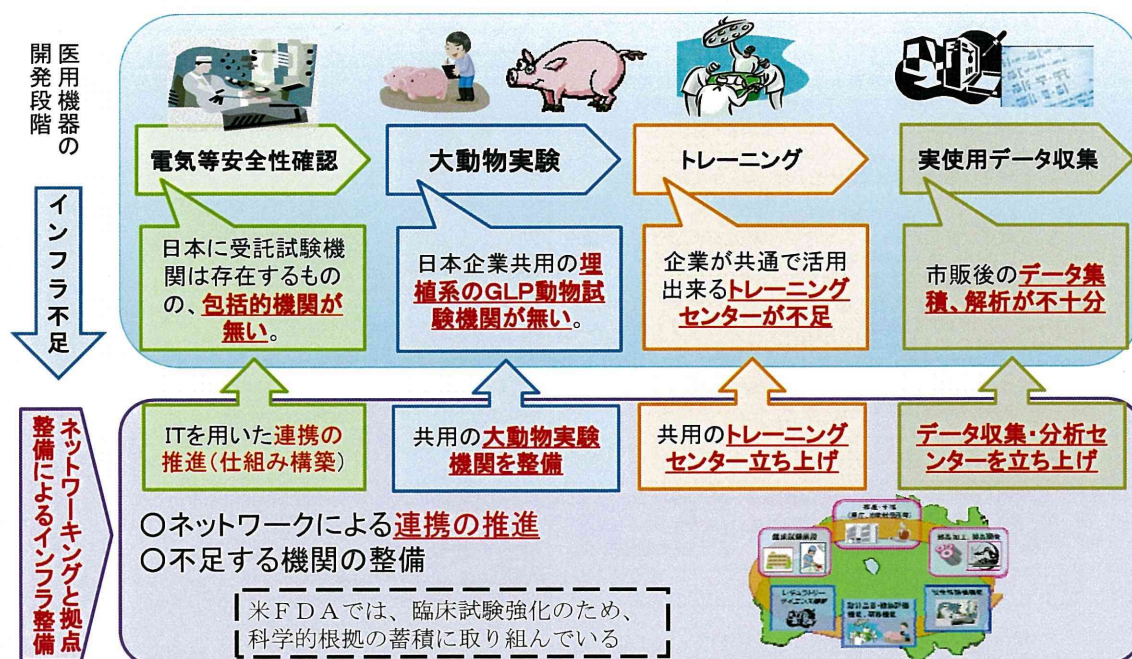 医用機器の
開発段階
電気等安全性確認
大動物実験
トレーニング
実使用データ収集
インフラ不足
日本に受託試験機
関は存在するもの
の、包括的機関が
無い。
日本企業共用の埋
植系のGLP動物試
験機関が無い。
企業が共通で活用
出来るトレーニング
センターが不足
市販後のデータ集
積、解析が不十分
ネットワーキングと拠点
整備によるインフラ整備
ITを用いた連携の
推進(仕組み構築)
共用の大動物実験
機関を整備
共用のトレーニング
センター立ち上げ
データ収集・分析セ
ンターを立ち上げ
○ネットワークによる連携の推進
○不足する機関の整備
米FDAでは、臨床試験強化のため、
科学的根拠の蓄積に取り組んでいる